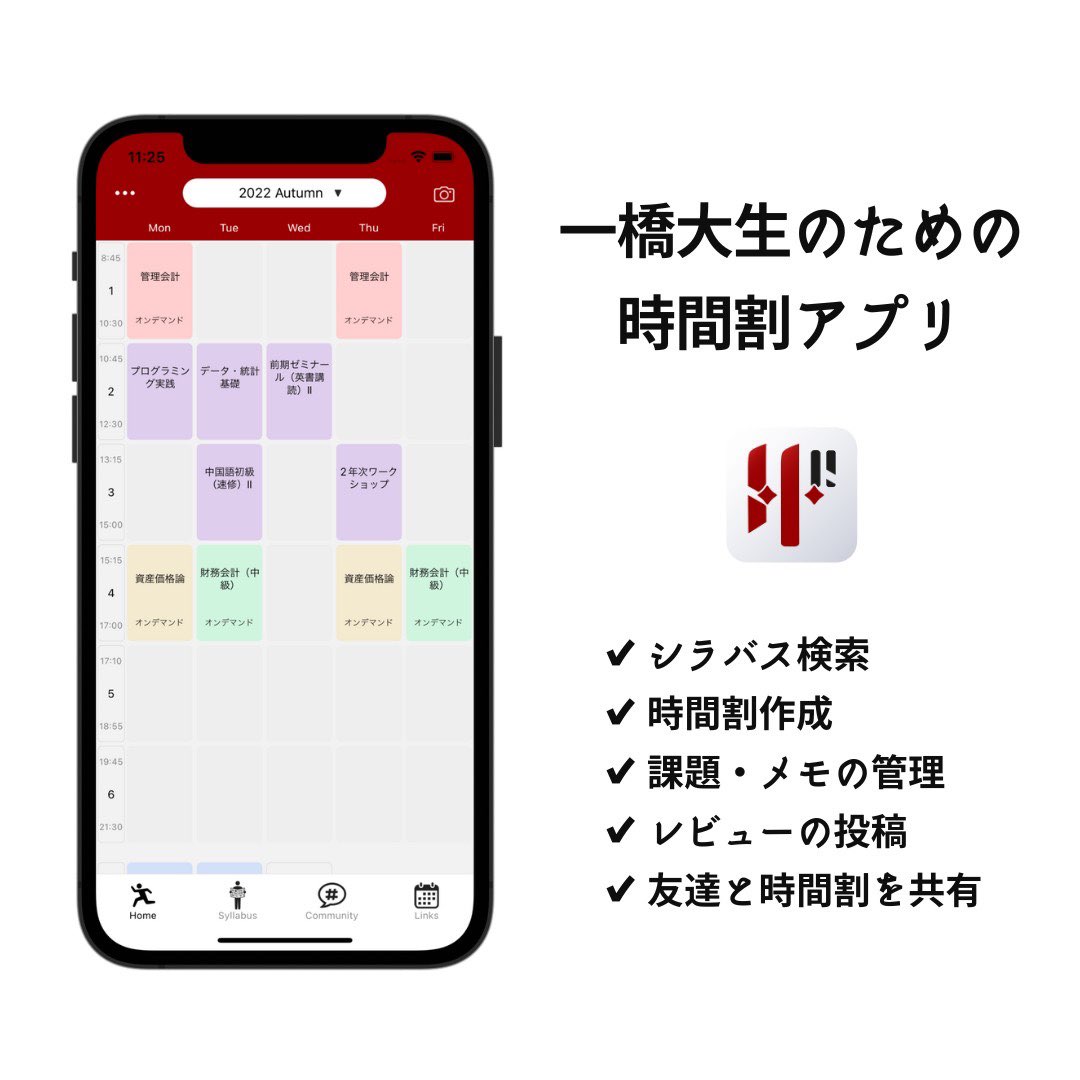 11:25
2022 Autumn ▼
Mon Tue Wed Thu Fri
8:45
1
10:30
管理会計
オンデマンド
管理会計
オンデマンド
10:45
2
12:30
プログラミン
グ実践
データ・統計
基礎
前期ゼミナー
ル（英書講
読）II
13:15
3
15:00
中国語初級
（速修）II
2年次ワーク
ショップ
15:15
4
17:00
資産価格論
オンデマンド
財務会計（中
級）
オンデマンド
資産価格論
オンデマンド
財務会計（中
級）
オンデマンド
17:10
5
18:55
19:45
6
21:30
Home Syllabus Community Links
一橋大生のための
時間割アプリ
✓ シラバス検索
✓ 時間割作成
✓ 課題・メモの管理
✓ レビューの投稿
✓ 友達と時間割を共有